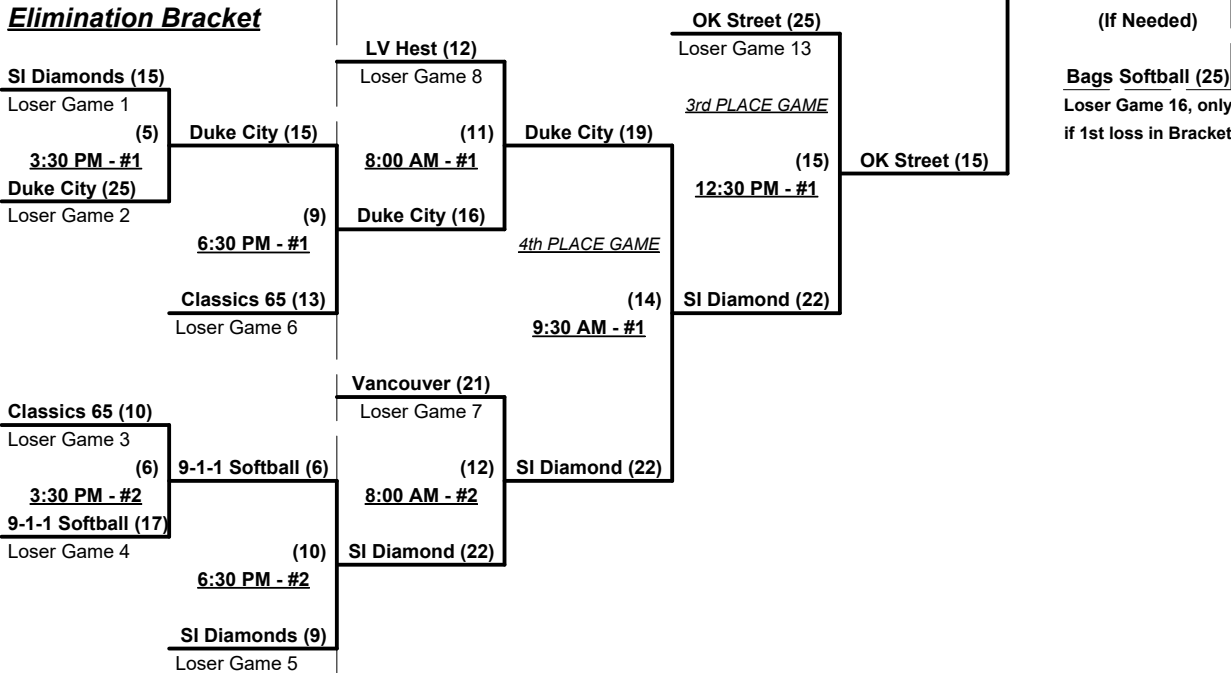 Elimination Bracket
OK Street (25)
(If Needed)
LV Hest (12)
Loser Game 13
SI Diamonds (15)
Loser Game 8
Bags Softball (25)
Loser Game 1
3rd PLACE GAME
Loser Game 16, only
(5)
Duke City (15)
(11)
Duke City (19)
if 1st loss in Bracket
3:30 PM - #1
8:00 AM - #1
(15)
OK Street (15)
Duke City (25)
12:30 PM - #1
Loser Game 2
(9)
Duke City (16)
6:30 PM - #1
4th PLACE GAME
Classics 65 (13)
(14)
SI Diamond (22)
Loser Game 6
9:30 AM - #1
Vancouver (21)
Classics 65 (10)
Loser Game 7
Loser Game 3
(6)
9-1-1 Softball (6)
(12)
SI Diamond (22)
3:30 PM - #2
8:00 AM - #2
9-1-1 Softball (17)
Loser Game 4
(10)
SI Diamond (22)
6:30 PM - #2
SI Diamonds (9)
Loser Game 5